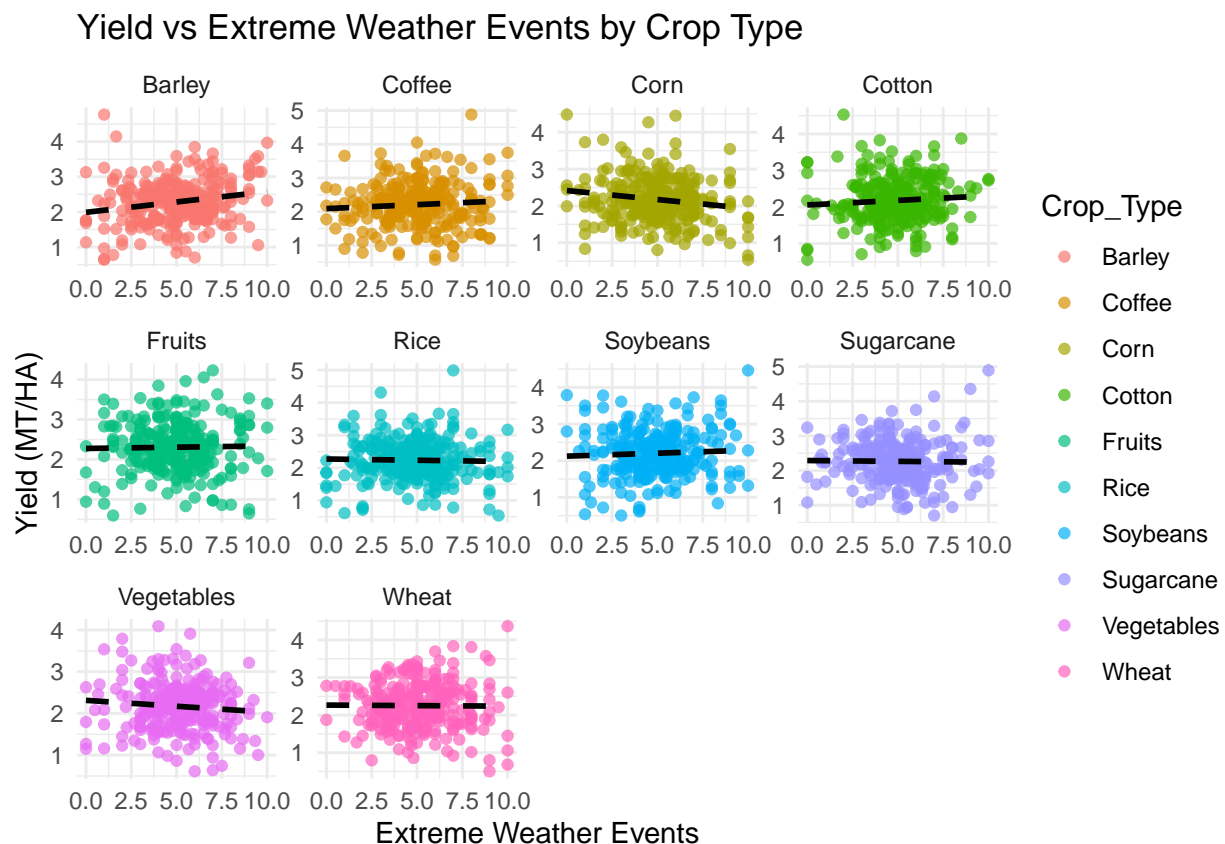 Yield vs Extreme Weather Events by Crop Type
Barley
Coffee
Corn
Cotton
4
3
2
1
5
4
3
2
1
4
3
2
1
4
3
2
1
0.0 2.5 5.0 7.5 10.0
0.0 2.5 5.0 7.5 10.0
0.0 2.5 5.0 7.5 10.0
0.0 2.5 5.0 7.5 10.0
Fruits
Rice
Soybeans
Sugarcane
4
3
2
1
5
4
3
2
1
4
3
2
1
5
4
3
2
1
0.0 2.5 5.0 7.5 10.0
0.0 2.5 5.0 7.5 10.0
0.0 2.5 5.0 7.5 10.0
0.0 2.5 5.0 7.5 10.0
Vegetables
Wheat
4
3
2
1
4
3
2
1
0.0 2.5 5.0 7.5 10.0
0.0 2.5 5.0 7.5 10.0
Yield (MT/HA)
Extreme Weather Events
Crop_Type
Barley
Coffee
Corn
Cotton
Fruits
Rice
Soybeans
Sugarcane
Vegetables
Wheat